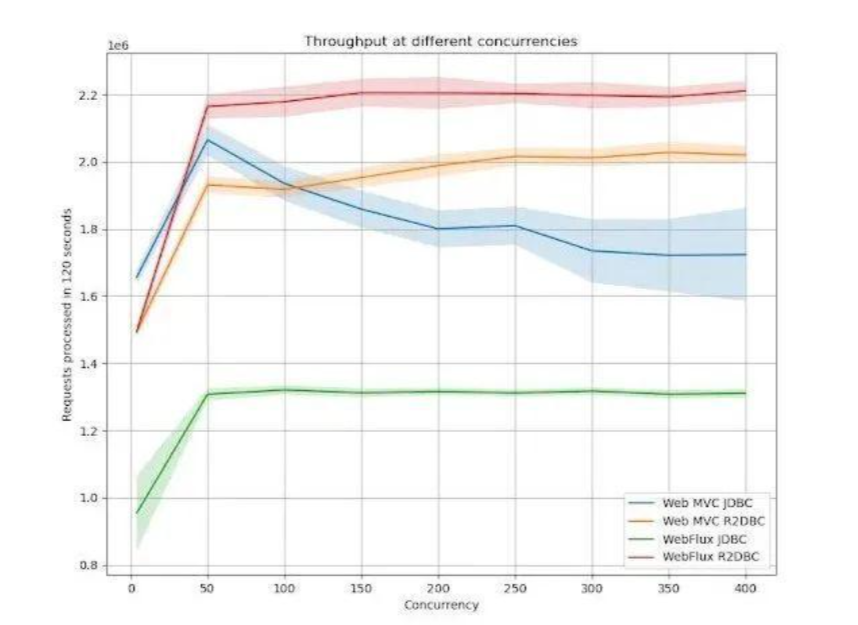 Throughput at different concurrencies
1e6
2.2
2.0
1.8
1.6
1.4
1.2
1.0
0.8
Requests processed in 120 seconds
0 50 100 150 200 250 300 350 400
Concurrency
Web MVC JDBC
Web MVC R2DBC
WebFlux JDBC
WebFlux R2DBC